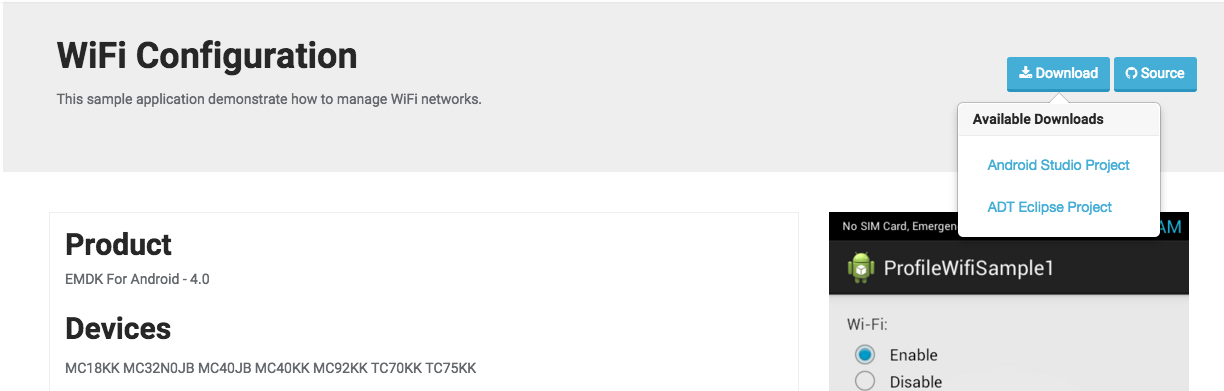 WiFi Configuration
This sample application demonstrate how to manage WiFi networks.
Download
Source
Available Downloads
Android Studio Project
ADT Eclipse Project
Product
EMDK For Android - 4.0
Devices
MC18KK MC32N0JB MC40JB MC40KK MC92KK TC70KK TC75KK
No SIM Card, Emergen
AM
ProfileWifiSample1
Wi-Fi:
Enable
Disable